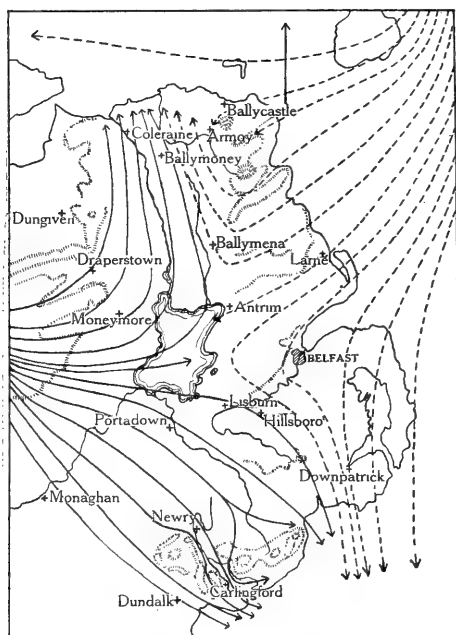 Ballycastle
Coleraine
Armoy
Ballymoney
Dungiven
Ballymena
Larne
Draperstown
Antrim
Moneymore
BELFAST
Lisburn
Hillsboro'
Portadown
Downpatrick
Monaghan
Newry
Carlingford
Dundalk